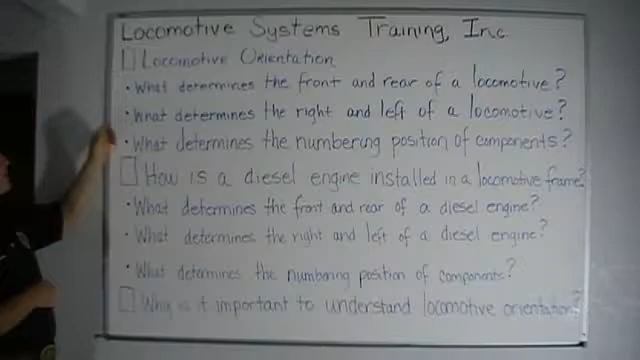 Locomotive Systems Training, Inc
Locomotive Orientation
• What determines the front and rear of a locomotive?
• What determines the right and left of a locomotive?
• What determines the numbering position of components?
How is a diesel engine installed in a locomotive frame?
• What determines the front and rear of a diesel engine?
• What determines the right and left of a diesel engine?
• What determines the numbering position of components?
Why is it important to understand locomotive orientation?